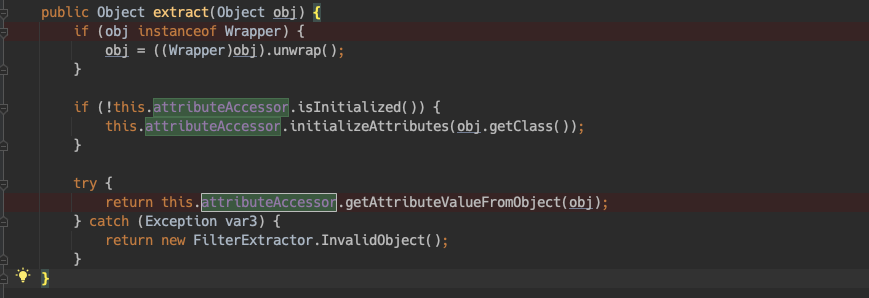 public Object extract(Object obj) {
if (obj instanceof Wrapper) {
obj = ((Wrapper)obj).unwrap();
}
if (!this.attributeAccessor.isInitialized()) {
this.attributeAccessor.initializeAttributes(obj.getClass());
}
try {
return this.attributeAccessor.getAttributeValueFromObject(obj);
} catch (Exception var3) {
return new FilterExtractor.InvalidObject();
}
}